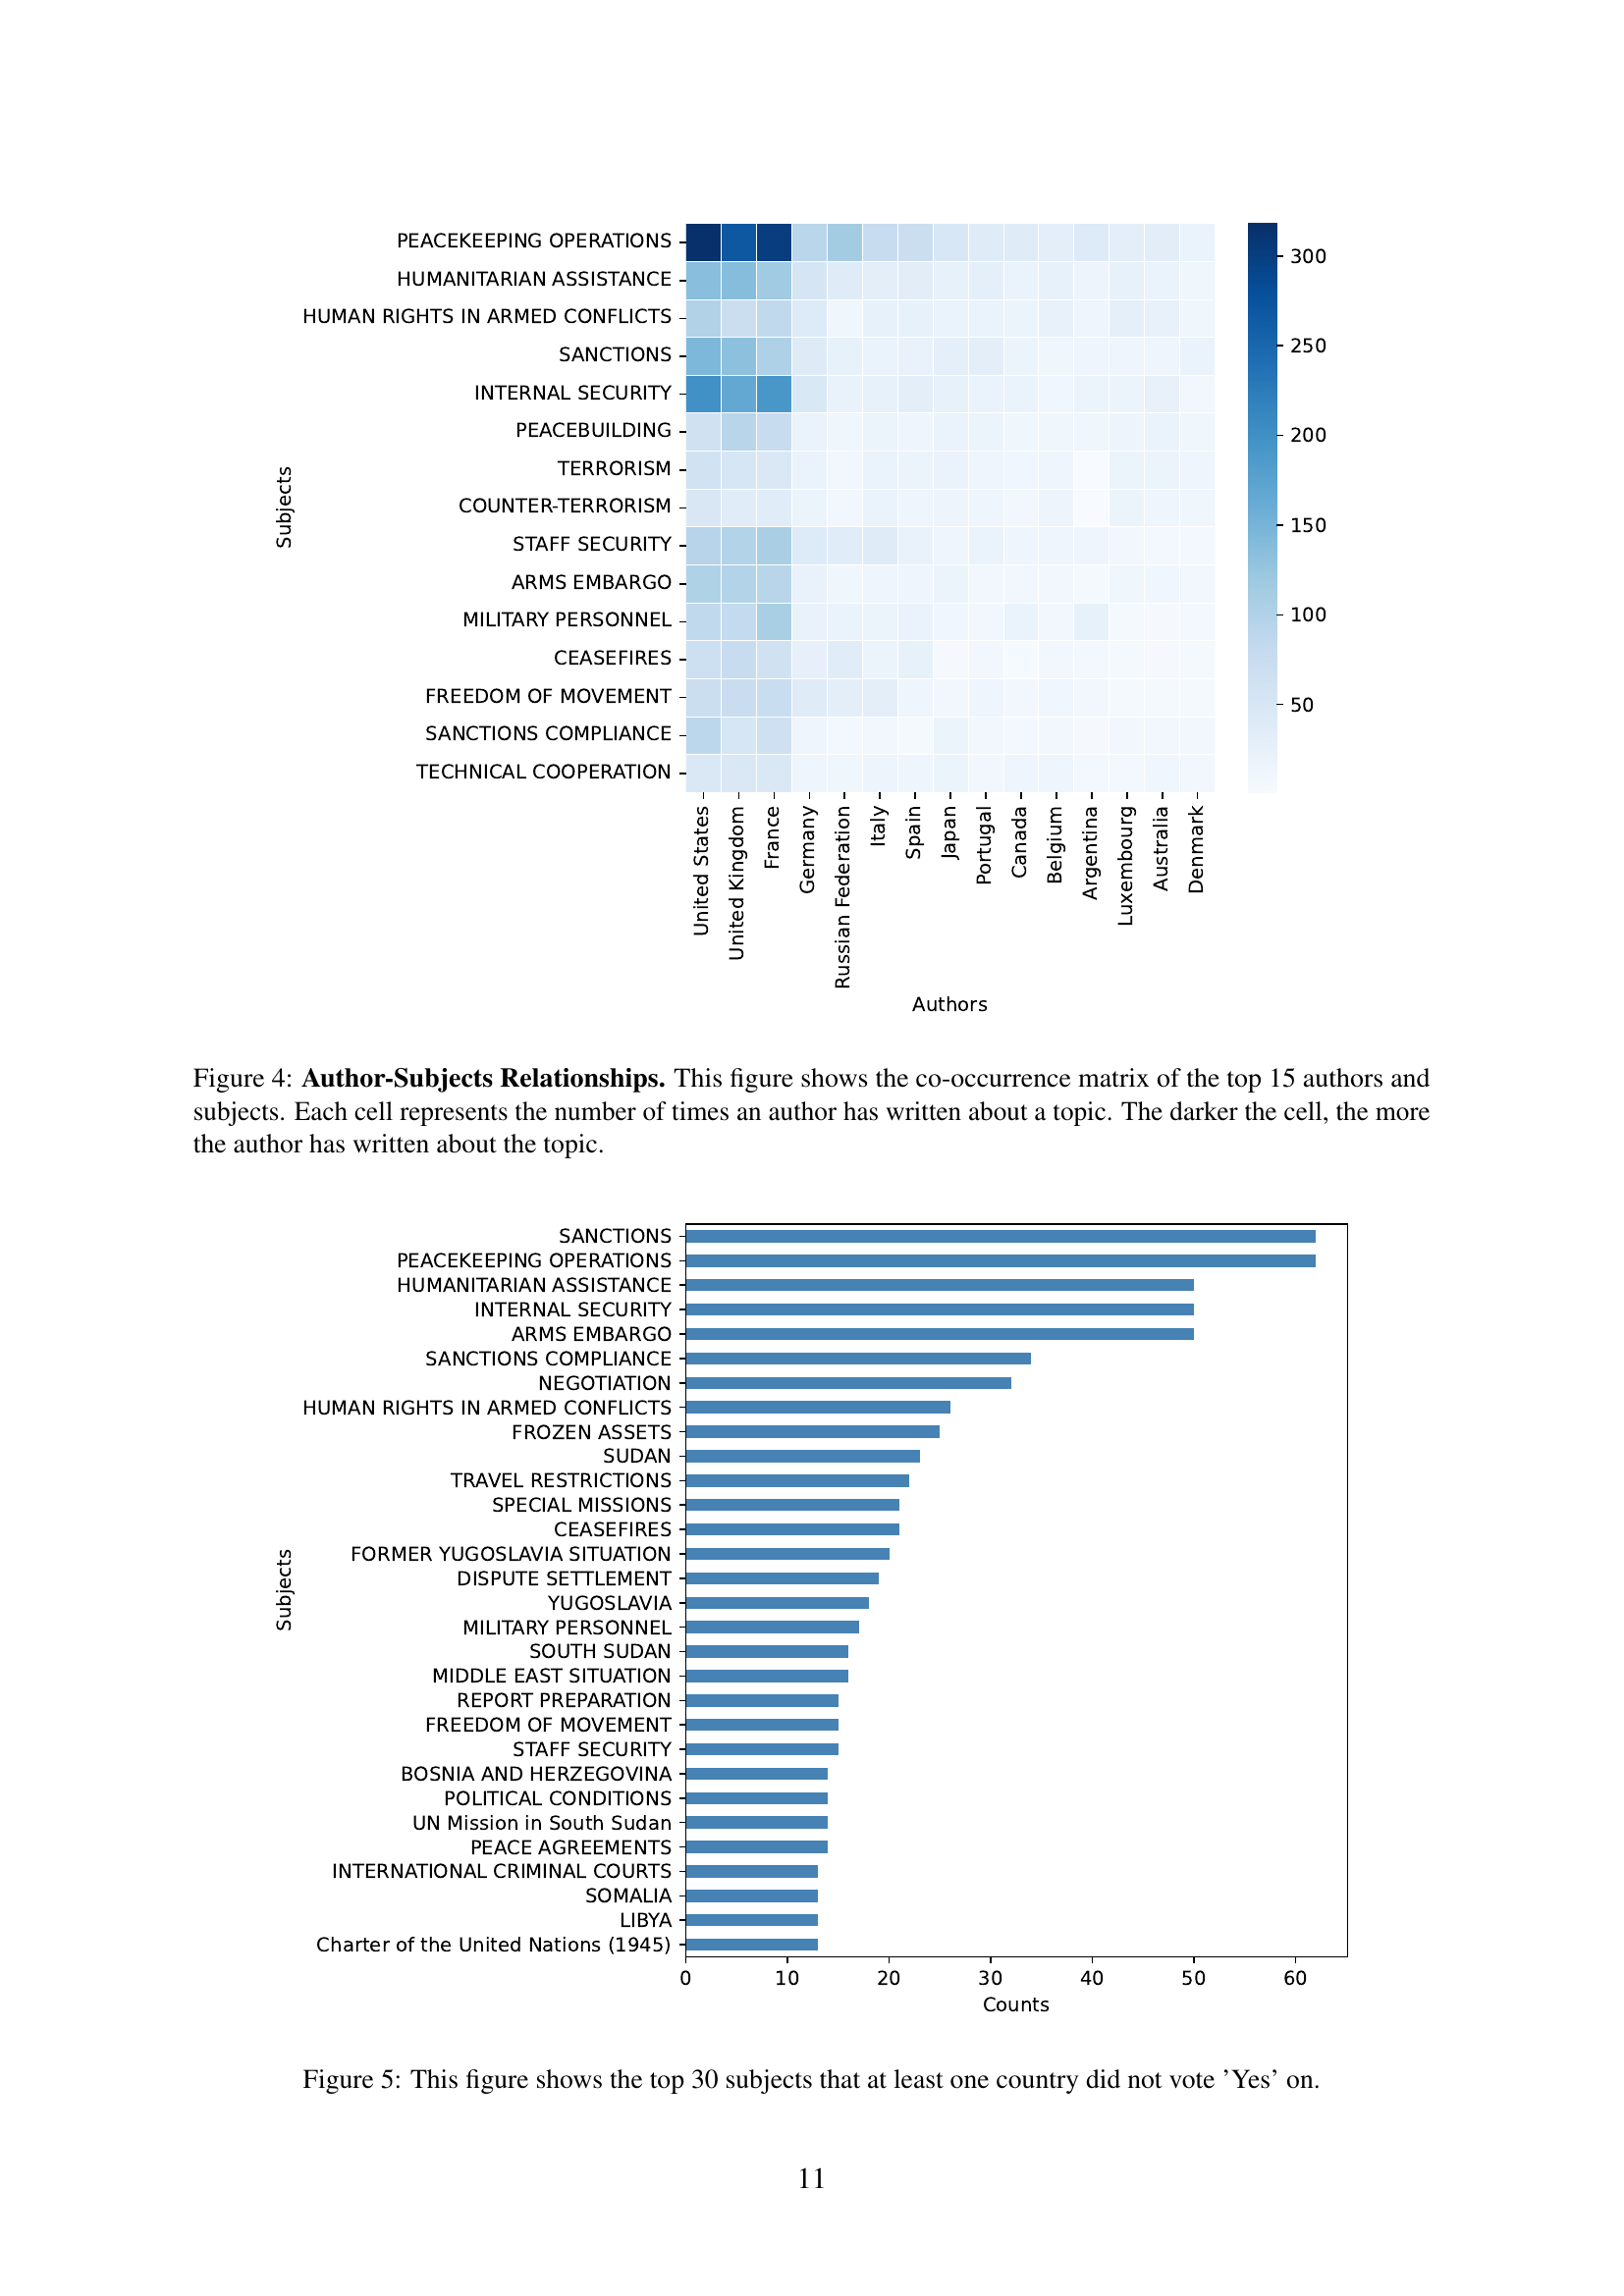 PEACEKEEPING OPERATIONS
HUMANITARIAN ASSISTANCE
HUMAN RIGHTS IN ARMED CONFLICTS
SANCTIONS
INTERNAL SECURITY
PEACEBUILDING
TERRORISM
COUNTER-TERRORISM
STAFF SECURITY
ARMS EMBARGO
MILITARY PERSONNEL
CEASEFIRES
FREEDOM OF MOVEMENT
SANCTIONS COMPLIANCE
TECHNICAL COOPERATION
Subjects
United States
United Kingdom
France
Germany
Russian Federation
Italy
Spain
Japan
Portugal
Canada
Belgium
Argentina
Luxembourg
Australia
Denmark
Authors
300
250
200
150
100
50
Figure 4: Author-Subjects Relationships. This figure shows the co-occurrence matrix of the top 15 authors and
subjects. Each cell represents the number of times an author has written about a topic. The darker the cell, the more
the author has written about the topic.
SANCTIONS
PEACEKEEPING OPERATIONS
HUMANITARIAN ASSISTANCE
INTERNAL SECURITY
ARMS EMBARGO
SANCTIONS COMPLIANCE
NEGOTIATION
HUMAN RIGHTS IN ARMED CONFLICTS
FROZEN ASSETS
SUDAN
TRAVEL RESTRICTIONS
SPECIAL MISSIONS
CEASEFIRES
FORMER YUGOSLAVIA SITUATION
DISPUTE SETTLEMENT
YUGOSLAVIA
MILITARY PERSONNEL
SOUTH SUDAN
MIDDLE EAST SITUATION
REPORT PREPARATION
FREEDOM OF MOVEMENT
STAFF SECURITY
BOSNIA AND HERZEGOVINA
POLITICAL CONDITIONS
UN Mission in South Sudan
PEACE AGREEMENTS
INTERNATIONAL CRIMINAL COURTS
SOMALIA
LIBYA
Charter of the United Nations (1945)
Subjects
0 10 20 30 40 50 60
Counts
Figure 5: This figure shows the top 30 subjects that at least one country did not vote ’Yes’ on.
11